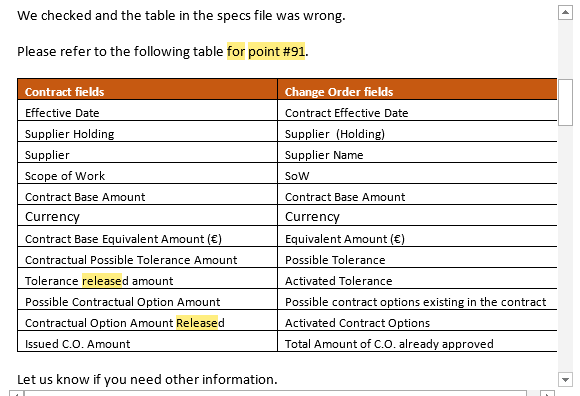 We checked and the table in the specs file was wrong.
Please refer to the following table for point #91.
Contract fields Change Order fields
Effective Date Contract Effective Date
Supplier Holding Supplier (Holding)
Supplier Supplier Name
Scope of Work SoW
Contract Base Amount Contract Base Amount
Currency Currency
Contract Base Equivalent Amount (€) Equivalent Amount (€)
Contractual Possible Tolerance Amount Possible Tolerance
Tolerance released amount Activated Tolerance
Possible Contractual Option Amount Possible contract options existing in the contract
Contractual Option Amount Released Activated Contract Options
Issued C.O. Amount Total Amount of C.O. already approved
Let us know if you need other information.